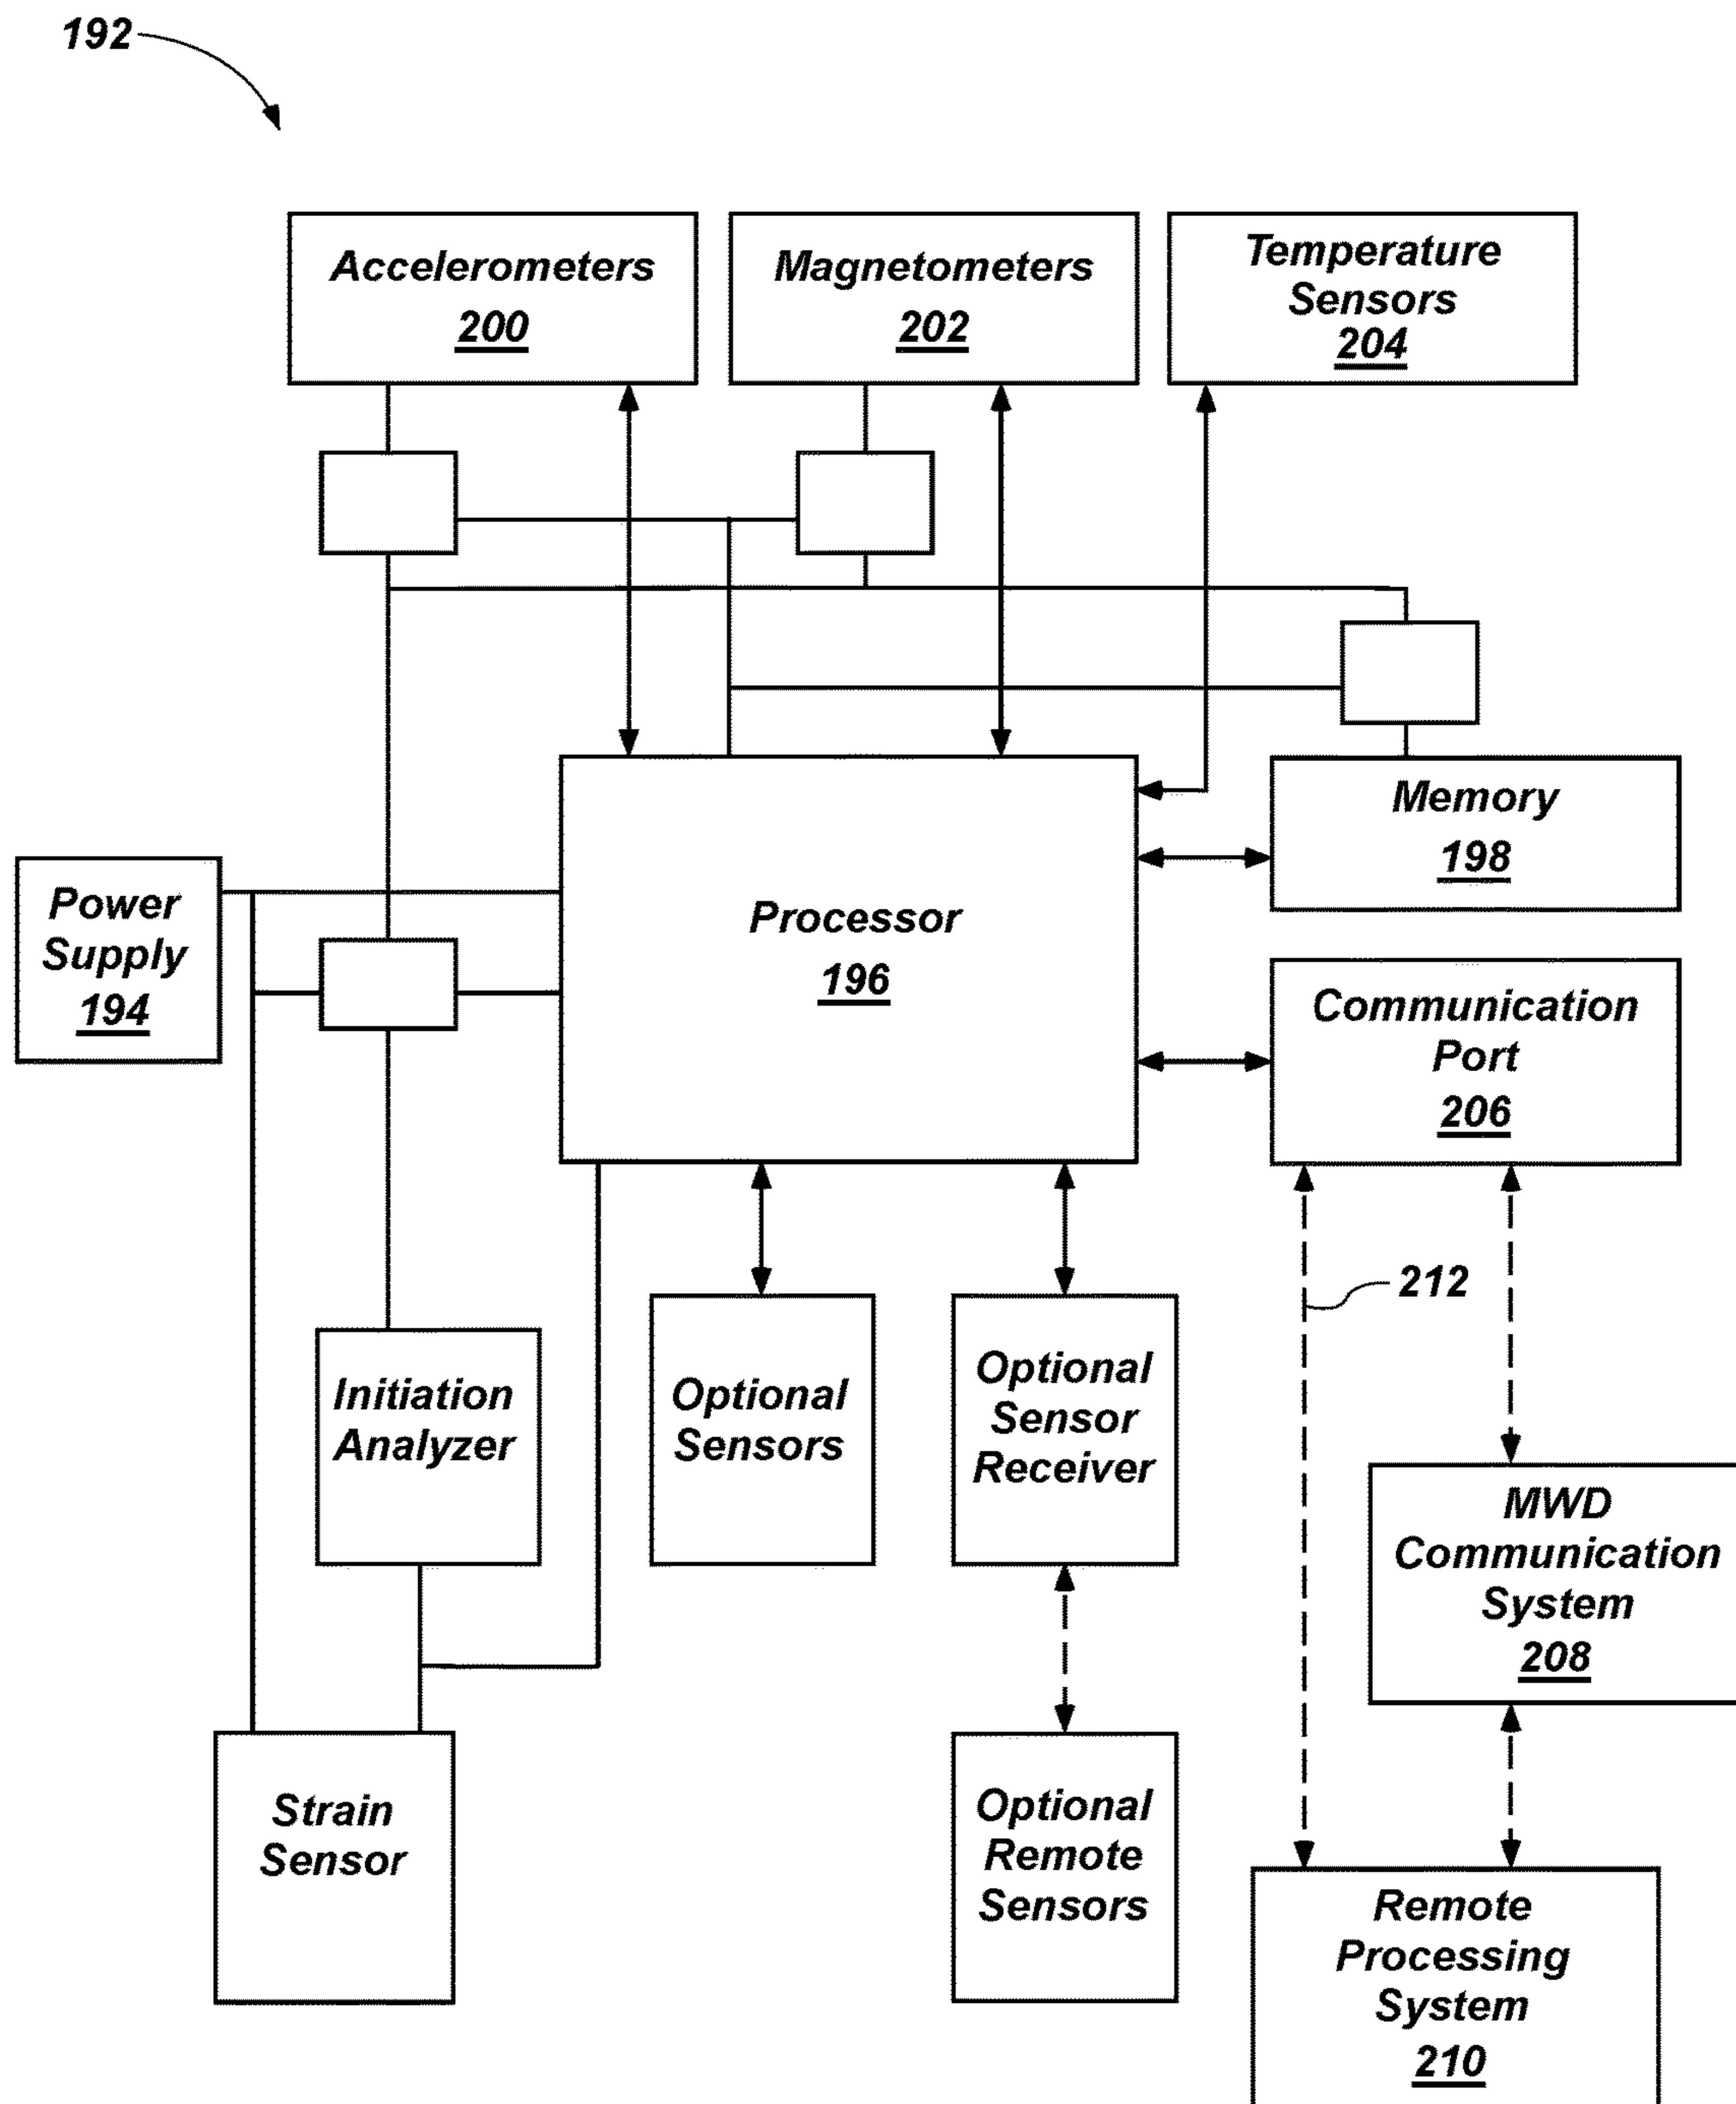 192
Accelerometers
200
Magnetometers
202
Temperature
Sensors
204
Memory
198
Power
Supply
194
Processor
196
Communication
Port
206
212
Initiation
Analyzer
Optional
Sensors
Optional
Sensor
Receiver
MWD
Communication
System
208
Strain
Sensor
Optional
Remote
Sensors
Remote
Processing
System
210